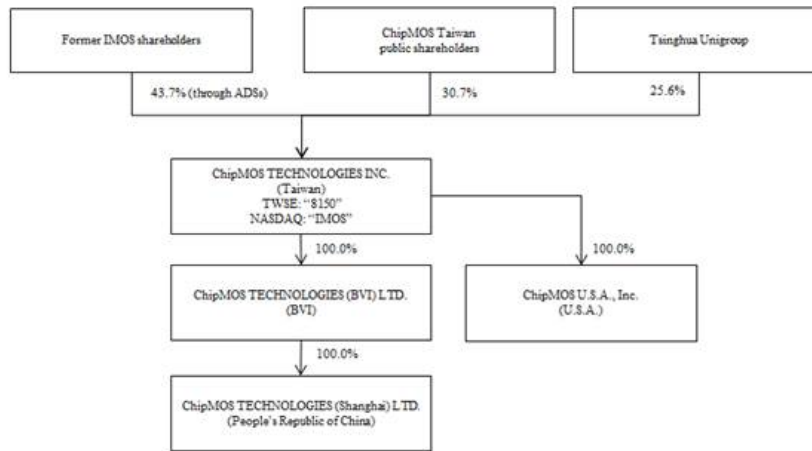 Former IMOS shareholders
ChipMOS Taiwan
public shareholders
Tsinghua Unigroup
43.7% (through ADSs)
30.7%
25.6%
ChipMOS TECHNOLOGIES INC.
(Taiwan)
TWSE: “8150”
NASDAQ: “IMOS”
100.0%
100.0%
ChipMOS TECHNOLOGIES (BVI) LTD.
(BVI)
ChipMOS U.S.A., Inc.
(U.S.A.)
100.0%
ChipMOS TECHNOLOGIES (Shanghai) LTD.
(People’s Republic of China)